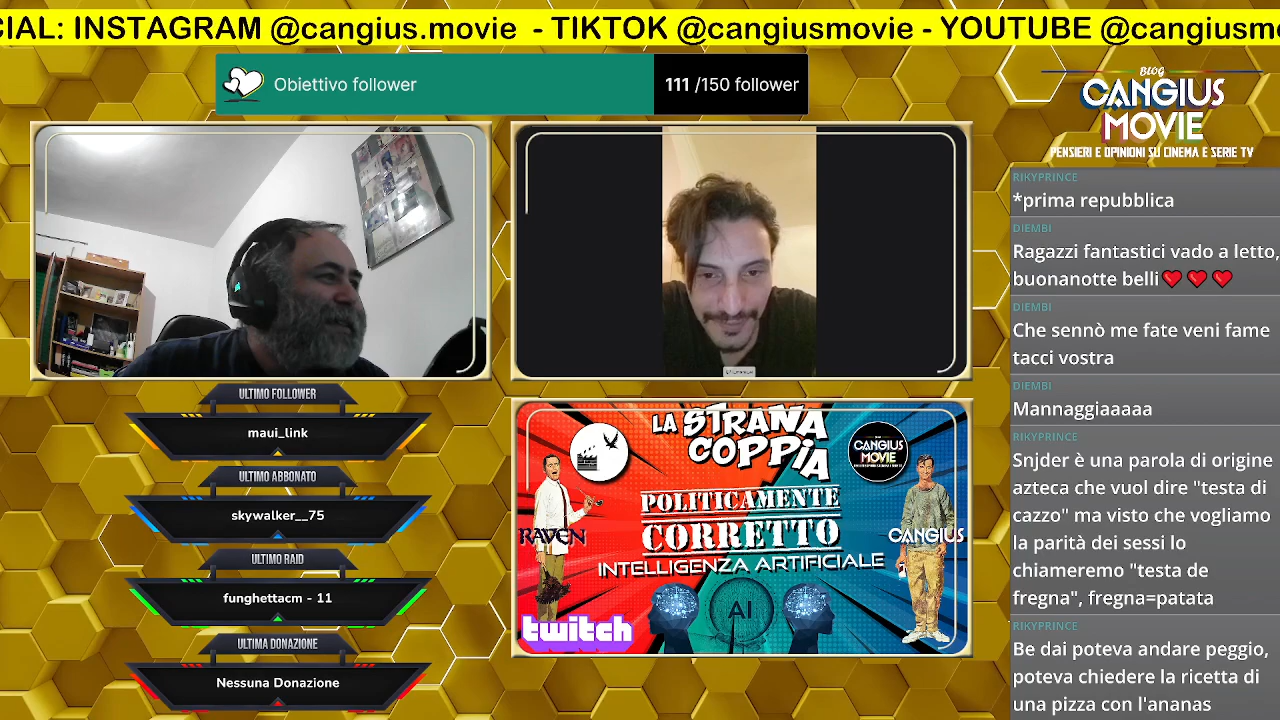 CIAL: INSTAGRAM @cangius.movie - TIKTOK @cangiusmovie - YOUTUBE @cangiusmo
Obiettivo follower
111 /150 follower
BLOG
CANGIUS
MOVIE
PENSIERI E OPINIONI SU CINEMA E SERIE TV
RIKYPRINCE
*prima repubblica
DIEMBI
Ragazzi fantastici vado a letto,
buonanotte belli❤️❤️❤️
DIEMBI
Che sennò me fate veni fame
tacci vostra
DIEMBI
Mannaggiaaaaa
RIKYPRINCE
Snjder è una parola di origine
azteca che vuol dire "testa di
cazzo" ma visto che vogliamo
la parità dei sessi lo
chiameremo "testa de
fregna", fregna=patata
RIKYPRINCE
Be dai poteva andare peggio,
poteva chiedere la ricetta di
una pizza con l'ananas
ULTIMO FOLLOWER
maui_link
ULTIMO ABBONATO
skywalker__75
ULTIMO RAID
funghettacm - 11
ULTIMA DONAZIONE
Nessuna Donazione
LA STRANA
COPPIA
CANGIUS
MOVIE
POLITICAMENTE
CORRETTO
RAVEN
CANGIUS
INTELLIGENZA ARTIFICIALE
AI
twitch